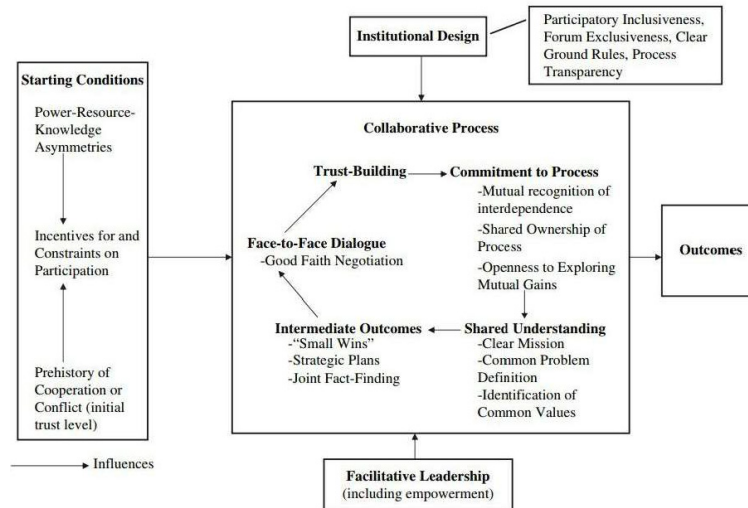 Institutional Design
Participatory Inclusiveness,
Forum Exclusiveness, Clear
Ground Rules, Process
Transparency
Starting Conditions
Power-Resource-
Knowledge
Asymmetries
Incentives for and
Constraints on
Participation
Prehistory of
Cooperation or
Conflict (initial
trust level)
Influences
Collaborative Process
Trust-Building
Commitment to Process
-Mutual recognition of
interdependence
-Shared Ownership of
Process
-Openness to Exploring
Mutual Gains
Face-to-Face Dialogue
-Good Faith Negotiation
Intermediate Outcomes
-“Small Wins”
-Strategic Plans
-Joint Fact-Finding
Shared Understanding
-Clear Mission
-Common Problem
Definition
-Identification of
Common Values
Outcomes
Facilitative Leadership
(including empowerment)